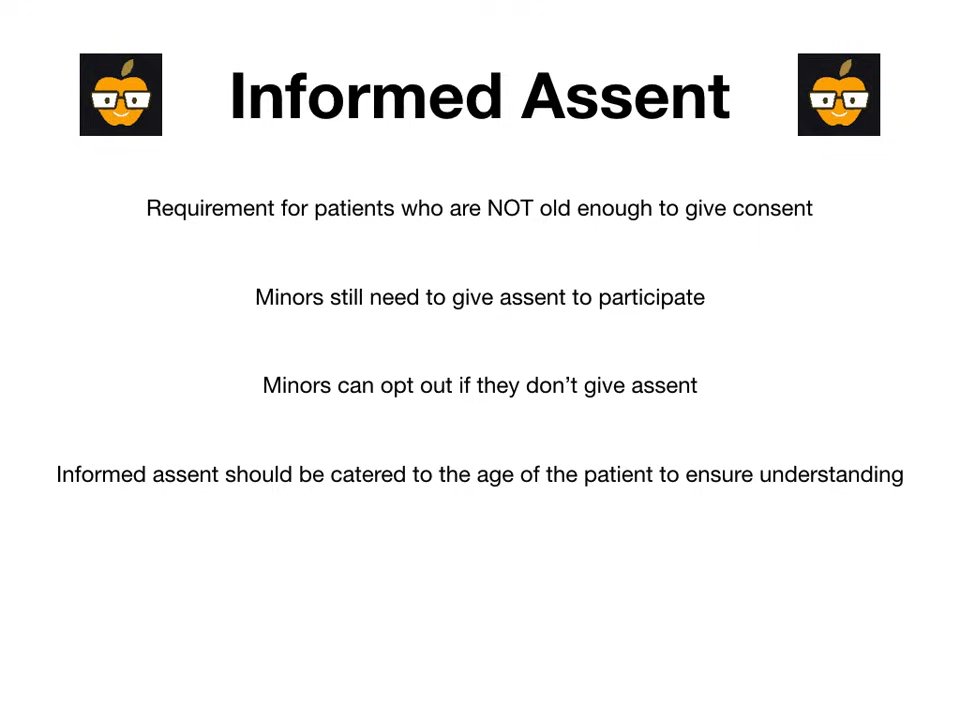 Informed Assent
Requirement for patients who are NOT old enough to give consent
Minors still need to give assent to participate
Minors can opt out if they don’t give assent
Informed assent should be catered to the age of the patient to ensure understanding